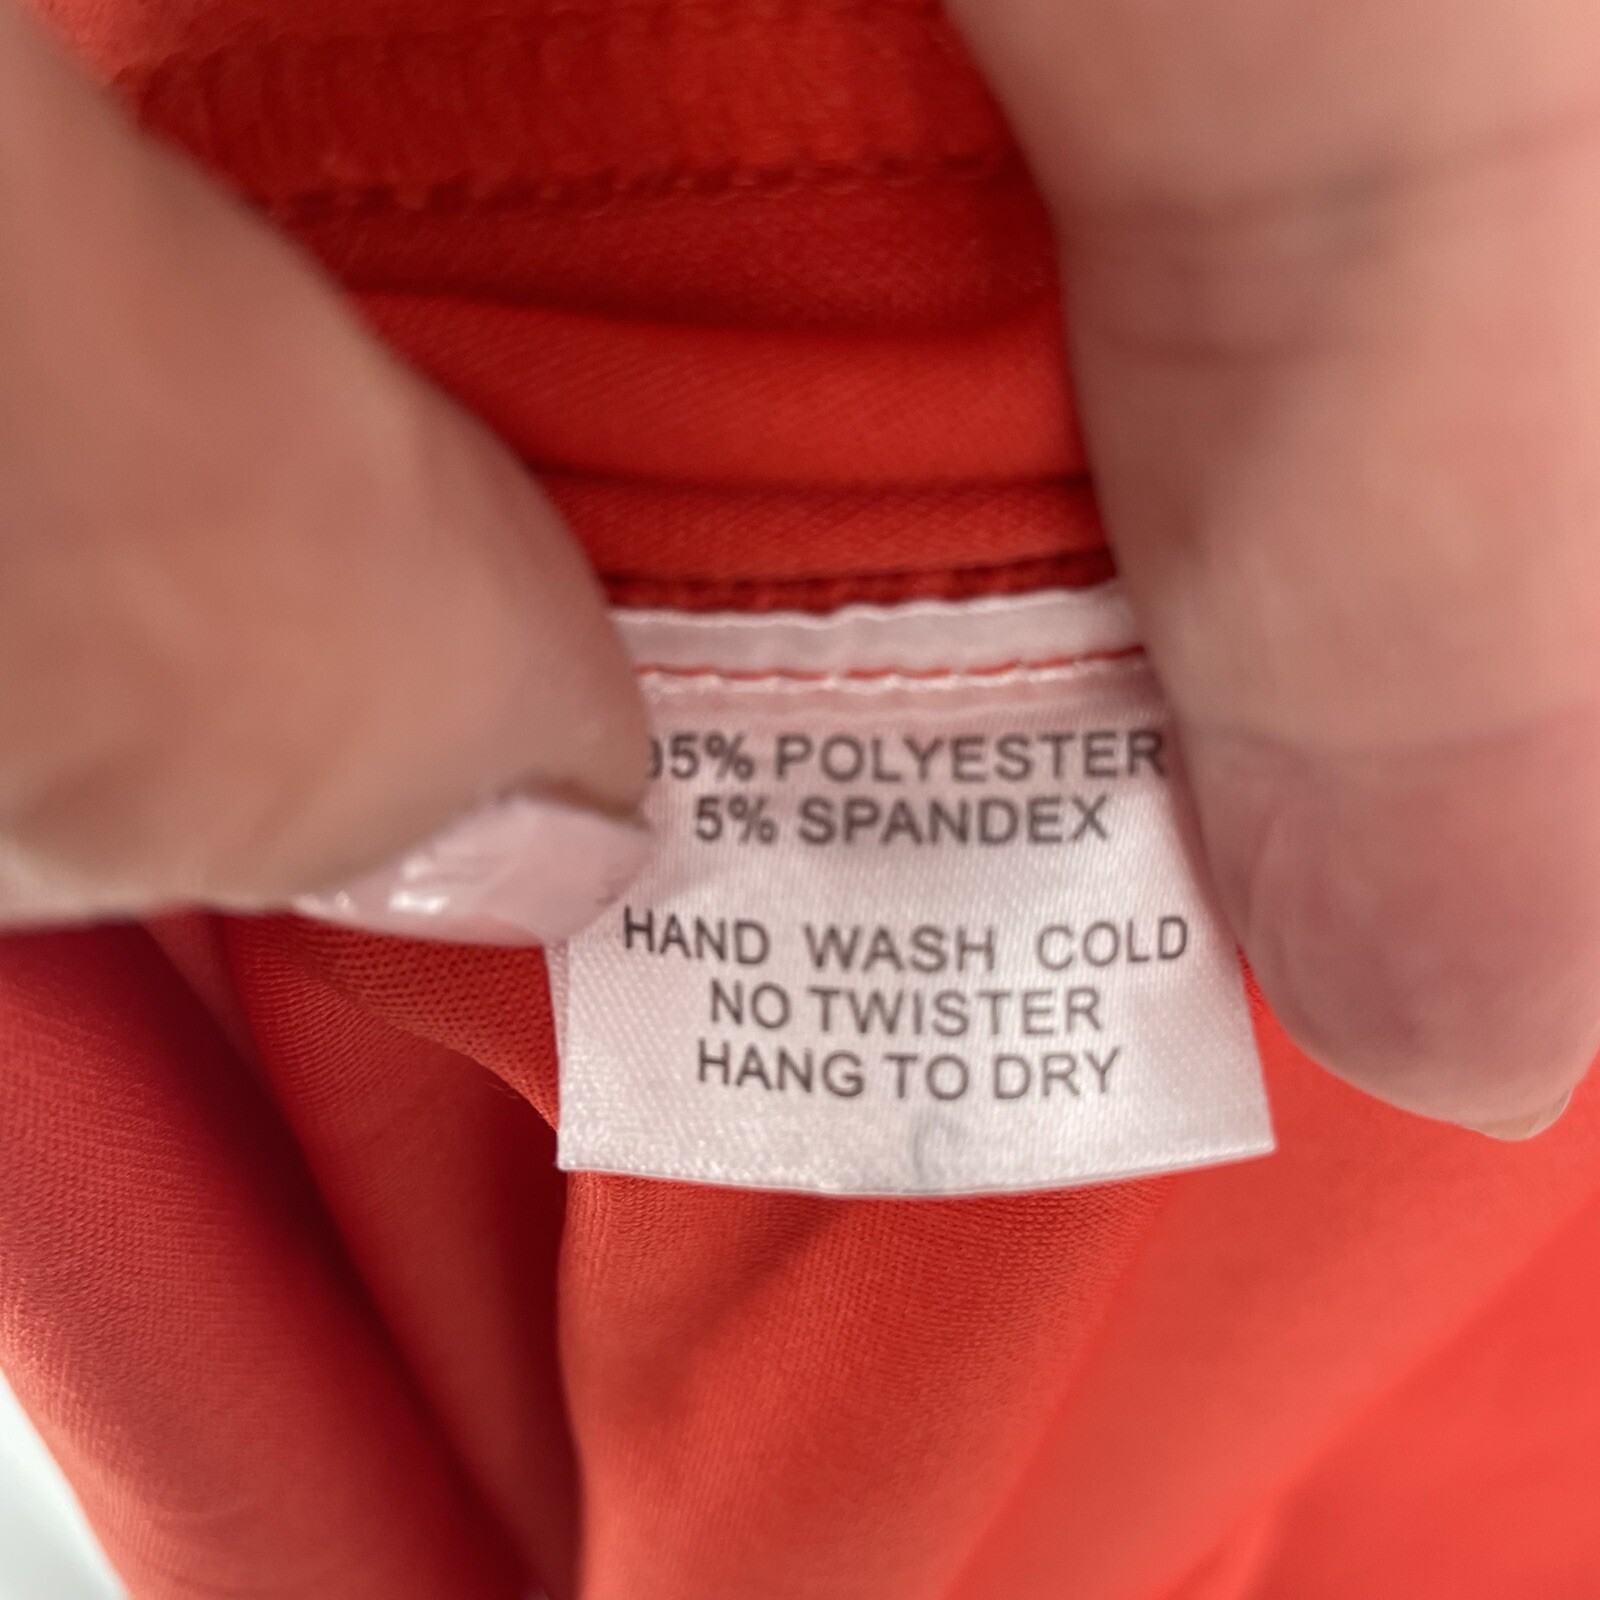 95% POLYESTER
5% SPANDEX
HAND WASH COLD
NO TWISTER
HANG TO DRY